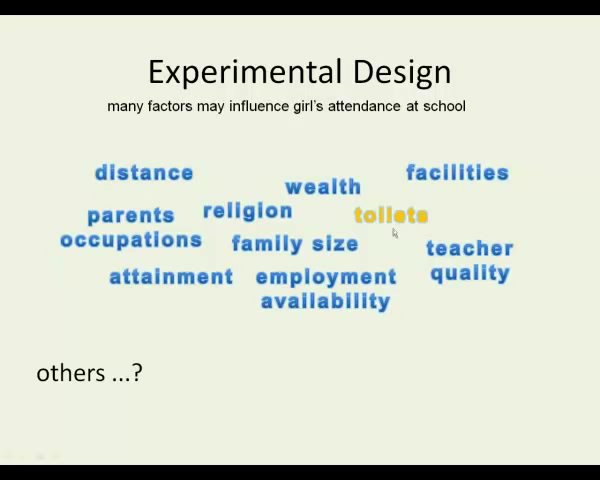 Experimental Design
many factors may influence girl's attendance at school
distance
wealth
facilities
parents
occupations
religion
toilets
family size
teacher
quality
attainment
employment
availability
others ...?